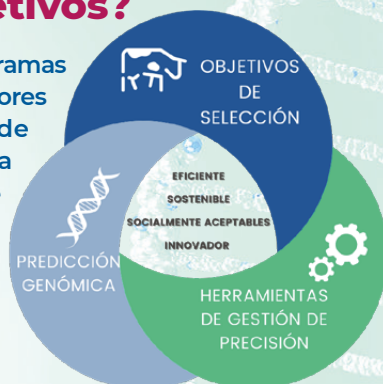 etivos?
ramas
ores
de
a
OBJETIVOS
DE
SELECCIÓN
EFICIENTE
SOSTENIBLE
SOCIALMENTE ACEPTABLES
INNOVADOR
PREDICCIÓN
GENÓMICA
HERRAMIENTAS
DE GESTIÓN DE
PRECISIÓN